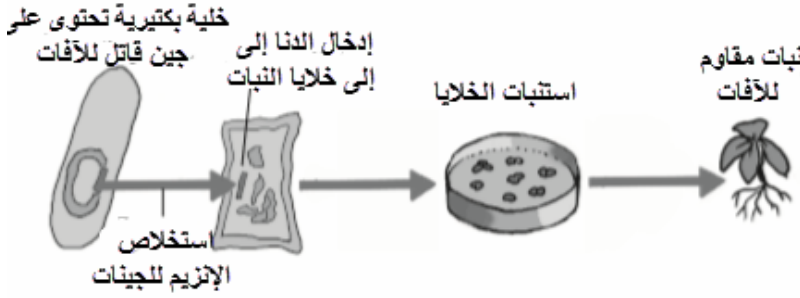 خلية بكتيرية تحتوى على
جين قاتل للآفات
إدخال الدنا إلى
إلى خلايا النبات
استنبات الخلايا
نبات مقاوم
للآفات
استخلاص
الإنزيم للجينات